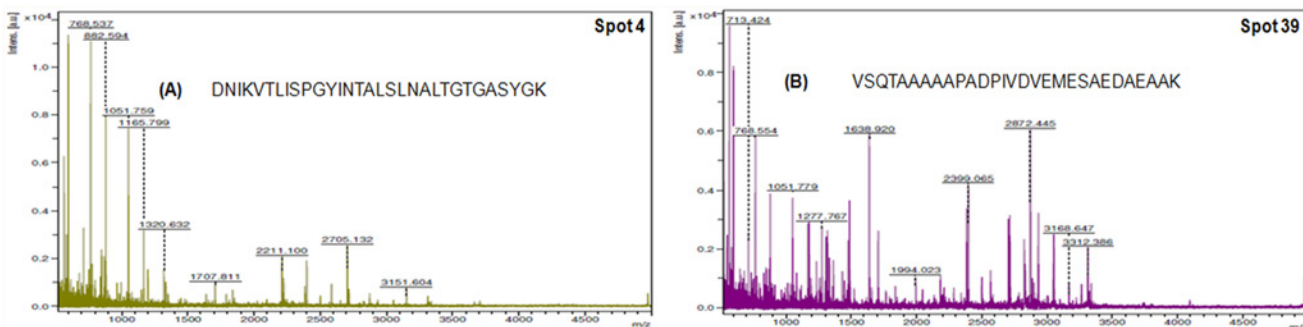 Intens. [a.u.]
x10⁴
768.537
882.594
Spot 4
(A) DNIKVTLISPGYINTALSLNALTGTGASYGK
1051.759
1165.799
1320.632
1707.811
2211.100
2705.132
3151.604
1.0
0.8
0.6
0.4
0.2
0.0
1000 2000 2500 3000 3500 4000 4500
m/z
Intens. [a.u.]
x10⁴
713.424
Spot 39
(B) VSQTAAAAAPADPIVDVEMESAEDAEAAK
768.554
1051.779
1277.767
1638.920
1994.023
2399.065
2872.445
3168.647
3312.386
0.8
0.6
0.4
0.2
0.0
1000 1500 2000 2500 3000 3500 4000 4500
m/z